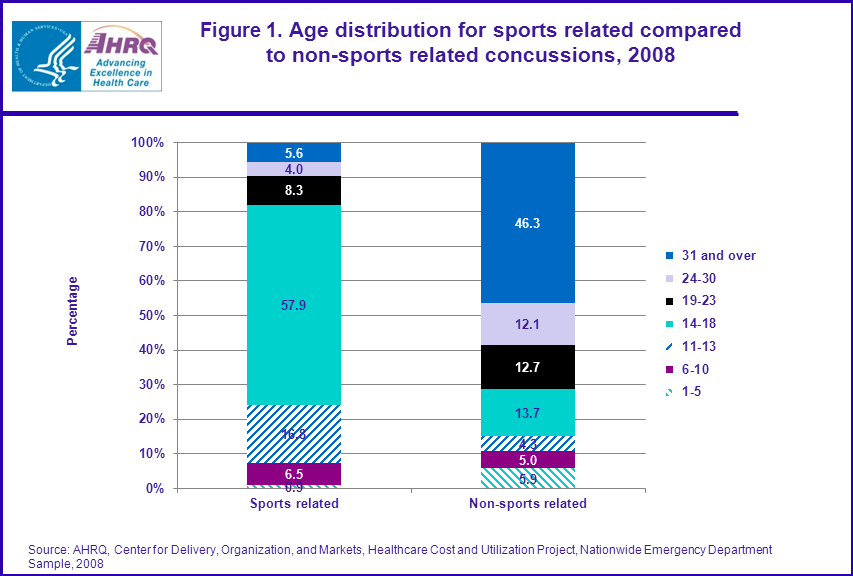 Figure 1. Age distribution for sports related compared
to non-sports related concussions, 2008
AHRQ
Advancing
Excellence in
Health Care
100%
90%
80%
70%
60%
50%
40%
30%
20%
10%
0%
Percentage
5.6
4.0
8.3
57.9
16.8
6.5
0.9
46.3
12.1
12.7
13.7
4.3
5.0
5.9
Sports related
Non-sports related
31 and over
24-30
19-23
14-18
11-13
6-10
1-5
Source: AHRQ, Center for Delivery, Organization, and Markets, Healthcare Cost and Utilization Project, Nationwide Emergency Department
Sample, 2008